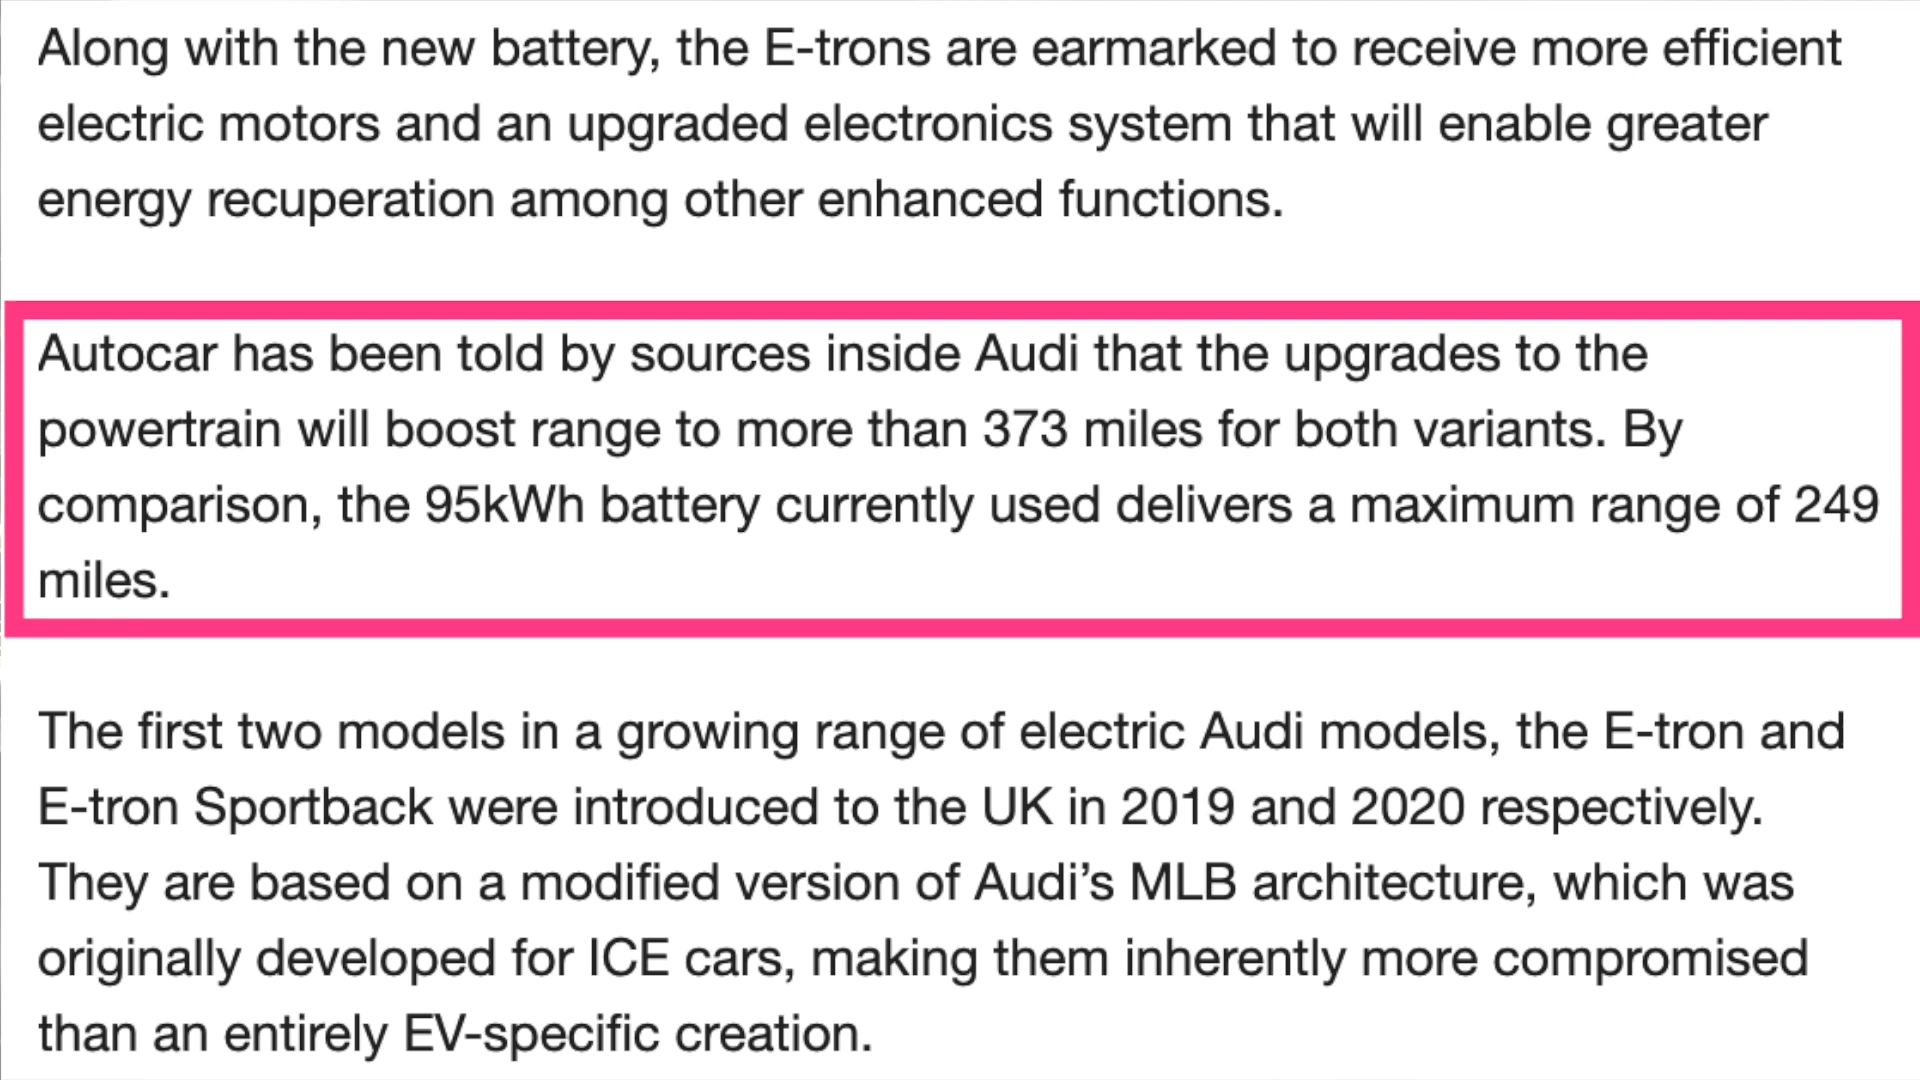 Along with the new battery, the E-trons are earmarked to receive more efficient
electric motors and an upgraded electronics system that will enable greater
energy recuperation among other enhanced functions.
Autocar has been told by sources inside Audi that the upgrades to the
powertrain will boost range to more than 373 miles for both variants. By
comparison, the 95kWh battery currently used delivers a maximum range of 249
miles.
The first two models in a growing range of electric Audi models, the E-tron and
E-tron Sportback were introduced to the UK in 2019 and 2020 respectively.
They are based on a modified version of Audi’s MLB architecture, which was
originally developed for ICE cars, making them inherently more compromised
than an entirely EV-specific creation.